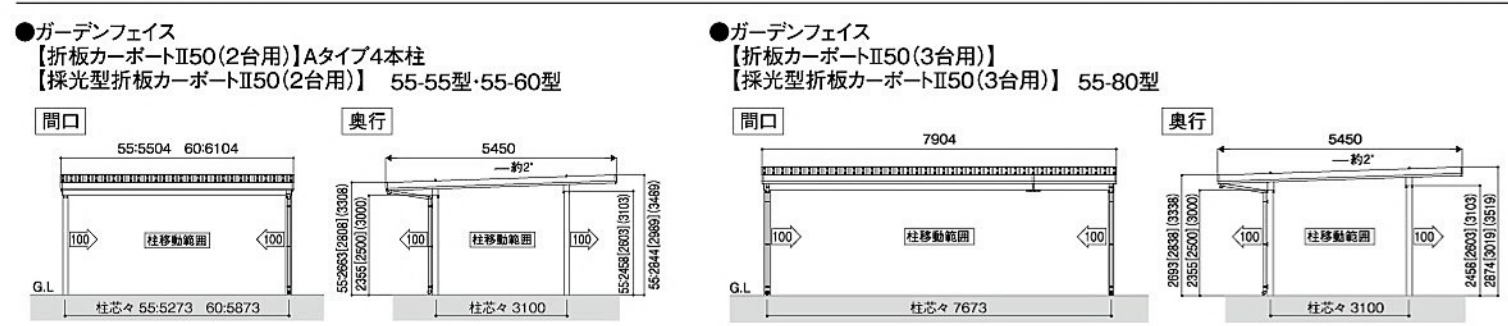 ●ガーデンフェイス
【折板カーポートⅡ50(2台用)】Aタイプ4本柱
【採光型折板カーポートⅡ50(2台用)】 55-55型・55-60型
間口
55:5504 60:6104
100
柱移動範囲
100
G.L
柱芯々 55:5273 60:5873
奥行
5450
約2°
55:2663[2808](3308)
2355[2500](3000)
100
柱移動範囲
100
55:2458[2603](3103)
55:2844[2989](3489)
柱芯々 3100
●ガーデンフェイス
【折板カーポートⅡ50(3台用)】
【採光型折板カーポートⅡ50(3台用)】 55-80型
間口
7904
100
柱移動範囲
100
G.L
柱芯々 7673
奥行
5450
約2°
2693[2838](3338)
2355[2500](3000)
100
柱移動範囲
100
2458[2603](3103)
2874[3019](3519)
柱芯々 3100